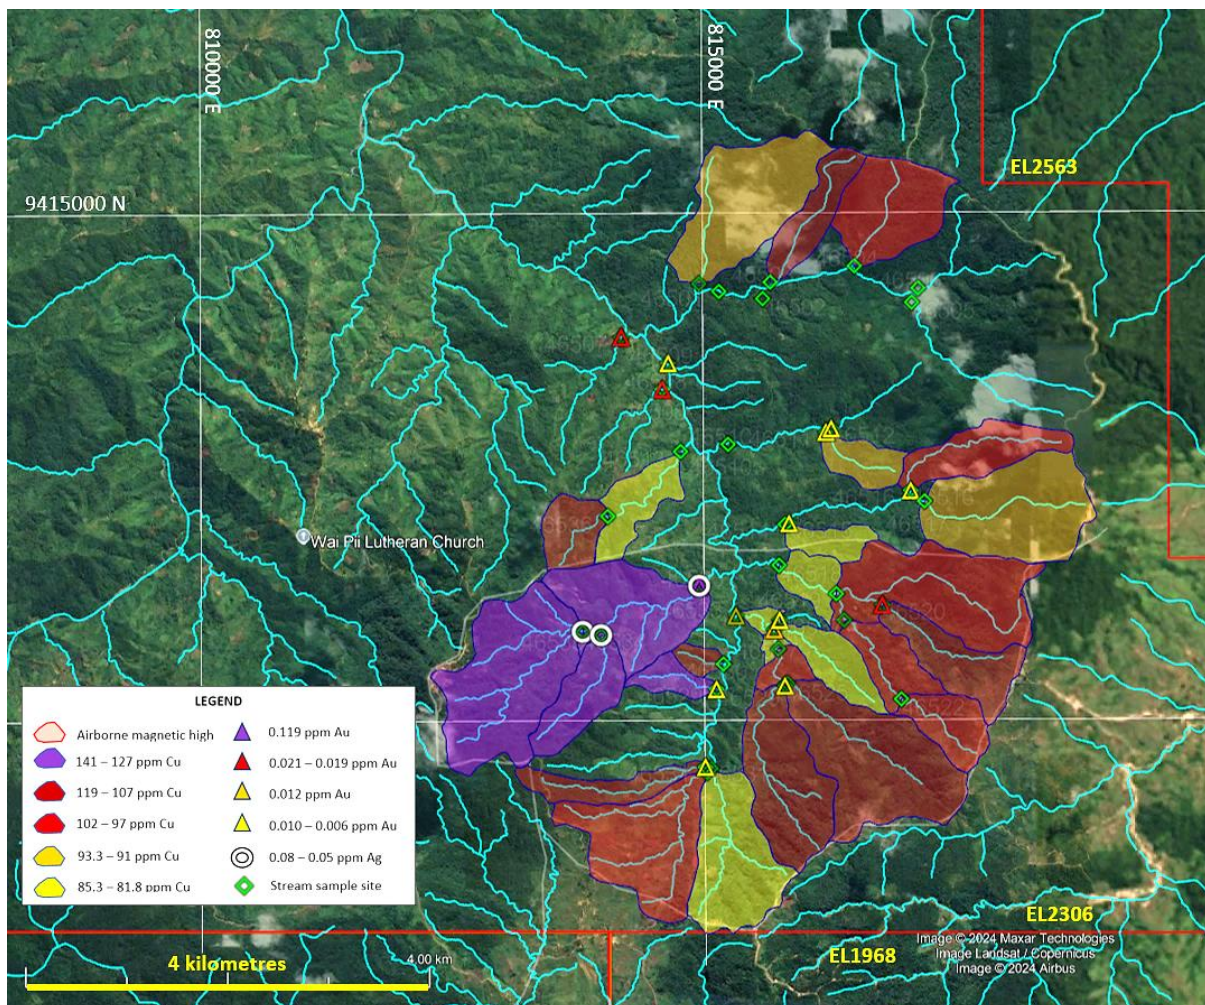 810000 E
815000 E
EL2563
9415000 N
Wai Pii Lutheran Church
LEGEND
Airborne magnetic high
141 – 127 ppm Cu
119 – 107 ppm Cu
102 – 97 ppm Cu
93.3 – 91 ppm Cu
85.3 – 81.8 ppm Cu
0.119 ppm Au
0.021 – 0.019 ppm Au
0.012 ppm Au
0.010 – 0.006 ppm Au
0.08 – 0.05 ppm Ag
Stream sample site
EL2306
EL1968
Image © 2024 Maxar Technologies
Image Landsat / Copernicus
Image © 2024 Airbus
4 kilometres
4.00 km